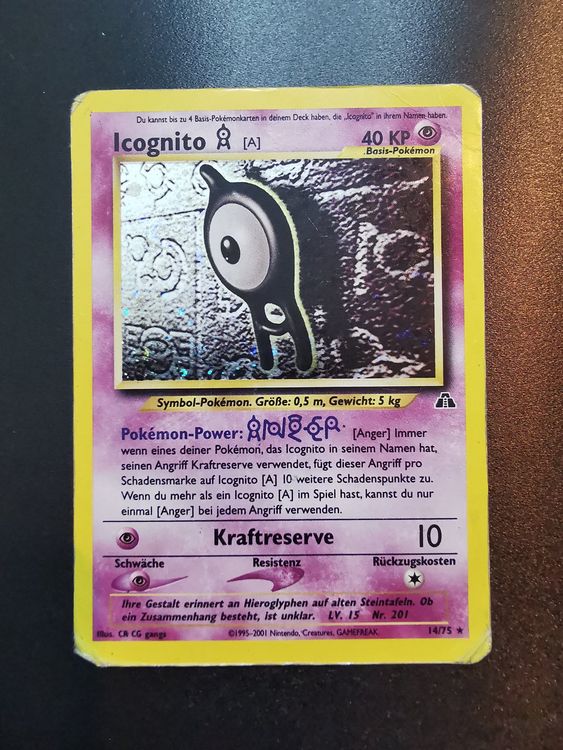 Du kannst bis zu 4 Basis-Pokémonkarten in deinem Deck haben, die „Icognito" in ihrem Namen haben.
Icognito A [A] 40 KP
Basis-Pokémon
Symbol-Pokémon. Größe: 0,5 m, Gewicht: 5 kg
Pokémon-Power: ANGER. [Anger] Immer
wenn eines deiner Pokémon, das Icognito in seinem Namen hat,
seinen Angriff Kraftreserve verwendet, fügt dieser Angriff pro
Schadensmarke auf Icognito [A] 10 weitere Schadenspunkte zu.
Wenn du mehr als ein Icognito [A] im Spiel hast, kannst du nur
einmal [Anger] bei jedem Angriff verwenden.
Kraftreserve 10
Schwäche Resistenz Rückzugskosten
Ihre Gestalt erinnert an Hieroglyphen auf alten Steintafeln. Ob
ein Zusammenhang besteht, ist unklar. LV. 15 Nr. 201
Illus. CR CG gangs ©1995-2001 Nintendo, Creatures, GAMEFREAK. 14/75 ★